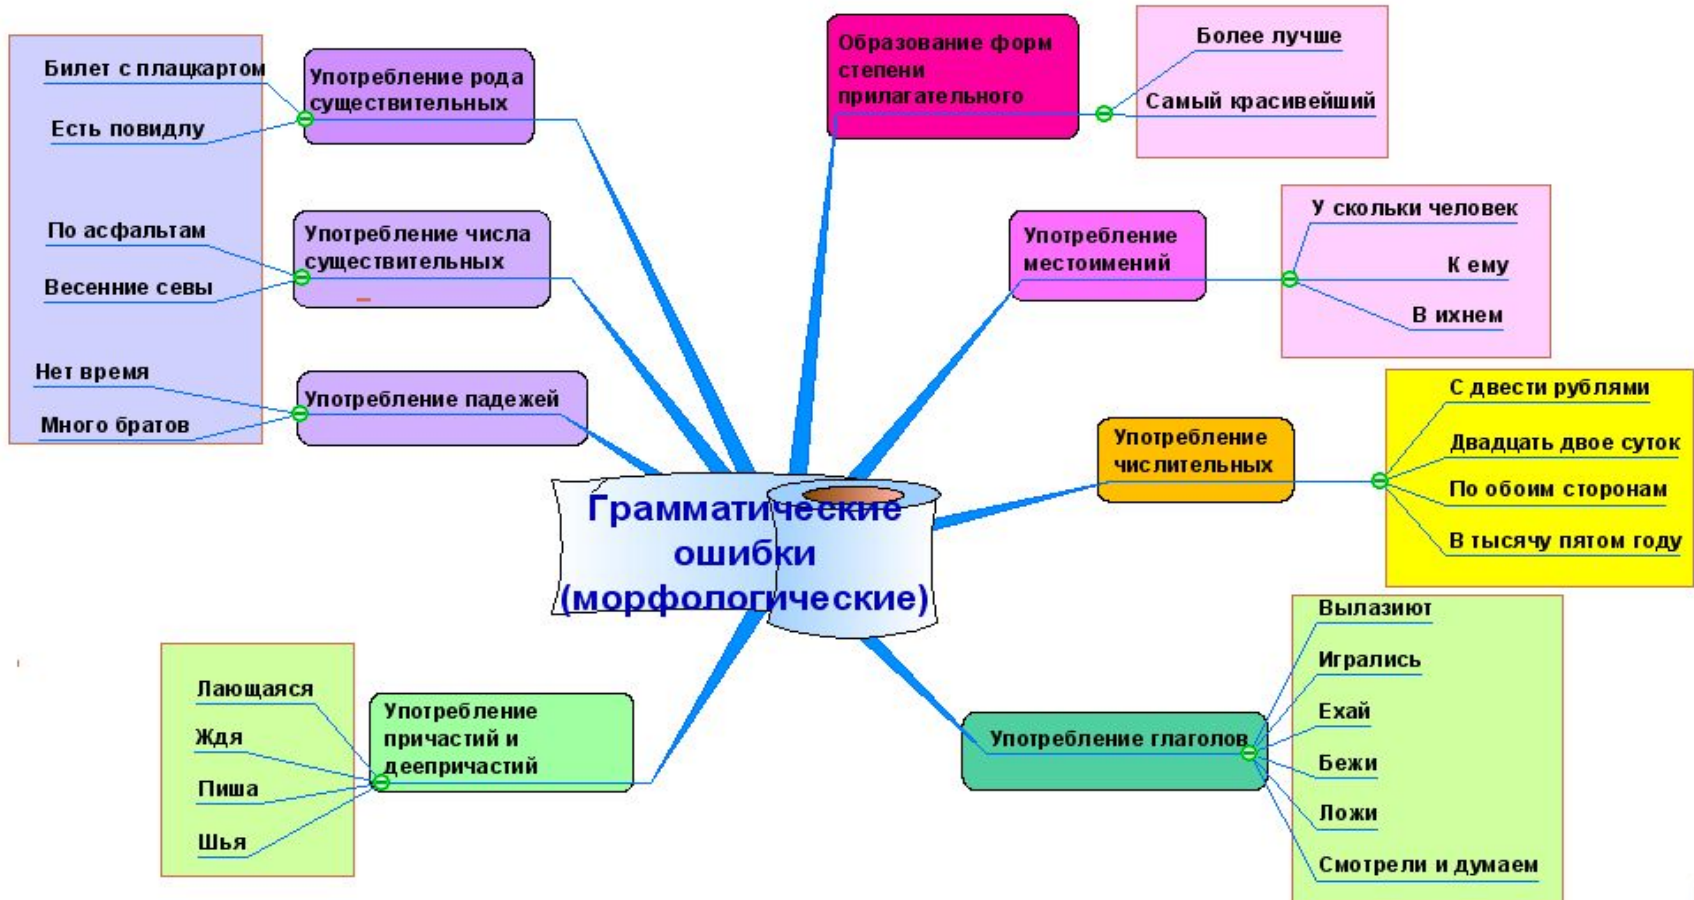 Грамматические
ошибки
(морфологические)
Употребление рода
существительных
Билет с плацкартом
Есть повидлу
Употребление числа
существительных
По асфальтам
Весенние севы
Употребление падежей
Нет время
Много братов
Образование форм
степени
прилагательного
Более лучше
Самый красивейший
Употребление
местоимений
У скольки человек
К ему
В ихнем
Употребление
числительных
С двести рублями
Двадцать двое суток
По обоим сторонам
В тысячу пятом году
Употребление глаголов
Вылазиют
Игрались
Ехай
Бежи
Ложи
Смотрели и думаем
Употребление
причастий и
деепричастий
Лающаяся
Ждя
Пиша
Шья